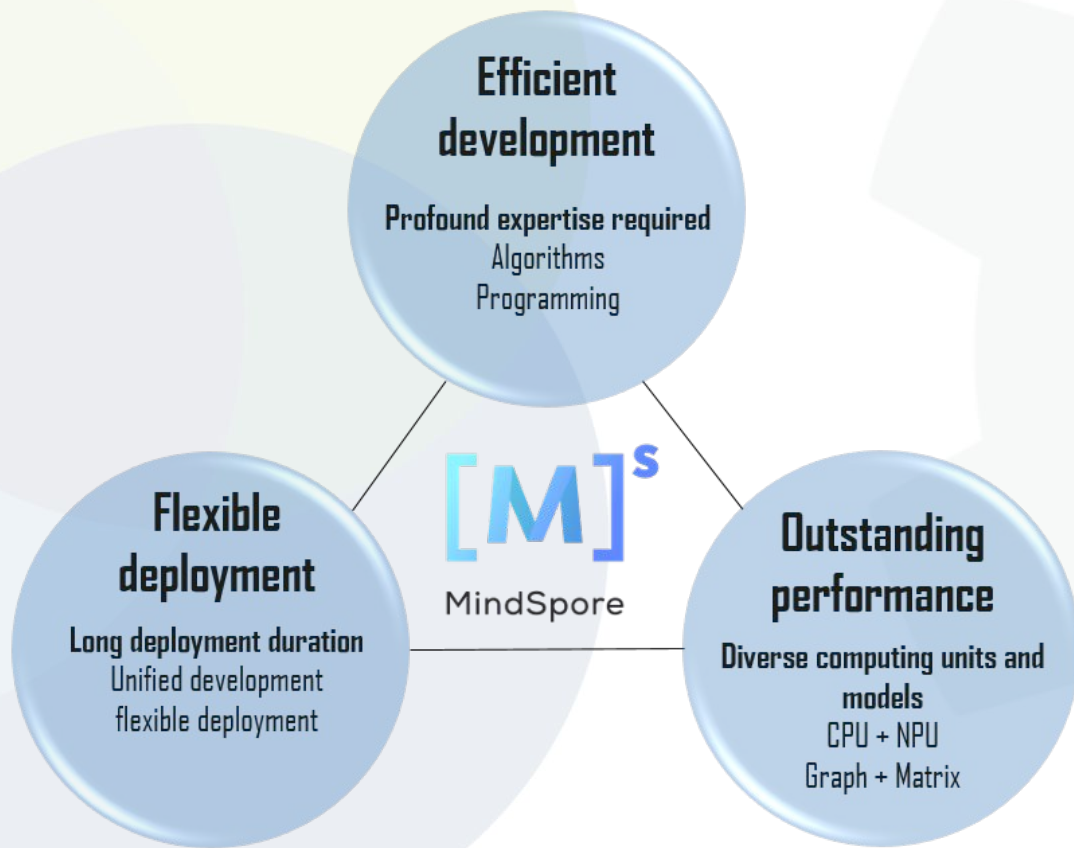 Efficient
development
Profound expertise required
Algorithms
Programming
[M]s
MindSpore
Flexible
deployment
Long deployment duration
Unified development
flexible deployment
Outstanding
performance
Diverse computing units and
models
CPU + NPU
Graph + Matrix